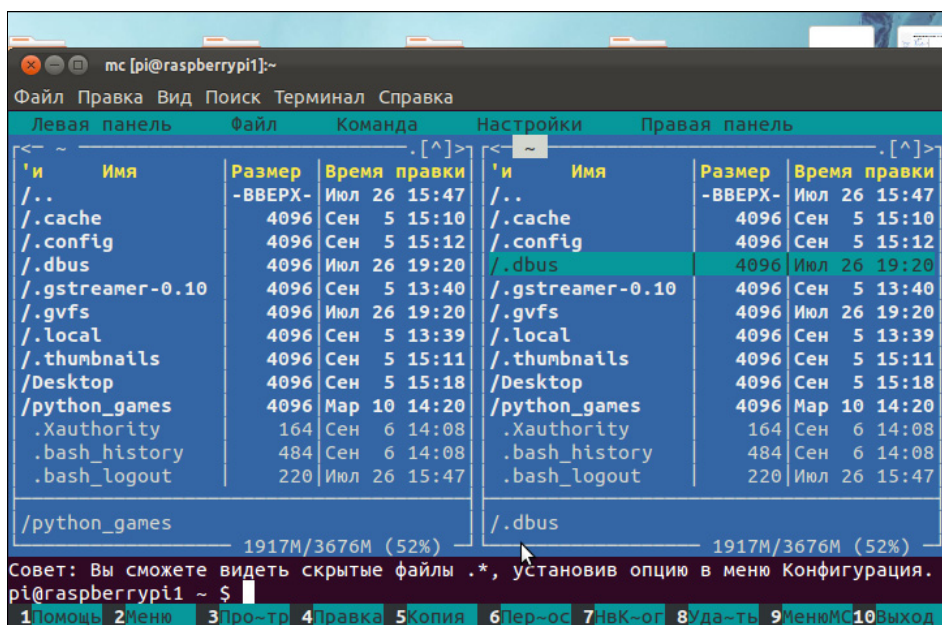 mc [pi@raspberrypi1]:~
Файл Правка Вид Поиск Терминал Справка
Левая панель Файл Команда Настройки Правая панель
<─ ~ .[^]> <─ ~ .[^]>
'и Имя Размер Время правки 'и Имя Размер Время правки
/.. -ВВЕРХ- Июл 26 15:47 /.. -ВВЕРХ- Июл 26 15:47
/.cache 4096 Сен 5 15:10 /.cache 4096 Сен 5 15:10
/.config 4096 Сен 5 15:12 /.config 4096 Сен 5 15:12
/.dbus 4096 Июл 26 19:20 /.dbus 4096 Июл 26 19:20
/.gstreamer-0.10 4096 Сен 5 13:40 /.gstreamer-0.10 4096 Сен 5 13:40
/.gvfs 4096 Июл 26 19:20 /.gvfs 4096 Июл 26 19:20
/.local 4096 Сен 5 13:39 /.local 4096 Сен 5 13:39
/.thumbnails 4096 Сен 5 15:11 /.thumbnails 4096 Сен 5 15:11
/Desktop 4096 Сен 5 15:18 /Desktop 4096 Сен 5 15:18
/python_games 4096 Мар 10 14:20 /python_games 4096 Мар 10 14:20
.Xauthority 164 Сен 6 14:08 .Xauthority 164 Сен 6 14:08
.bash_history 484 Сен 6 14:08 .bash_history 484 Сен 6 14:08
.bash_logout 220 Июл 26 15:47 .bash_logout 220 Июл 26 15:47
/python_games /.dbus
1917M/3676M (52%) 1917M/3676M (52%)
Совет: Вы сможете видеть скрытые файлы .*, установив опцию в меню Конфигурация.
pi@raspberrypi1 ~ $
1Помощь 2Меню 3Про~тр 4Правка 5Копия 6Пер~ос 7НвК~ог 8Уда~ть 9МенюMC 10Выход